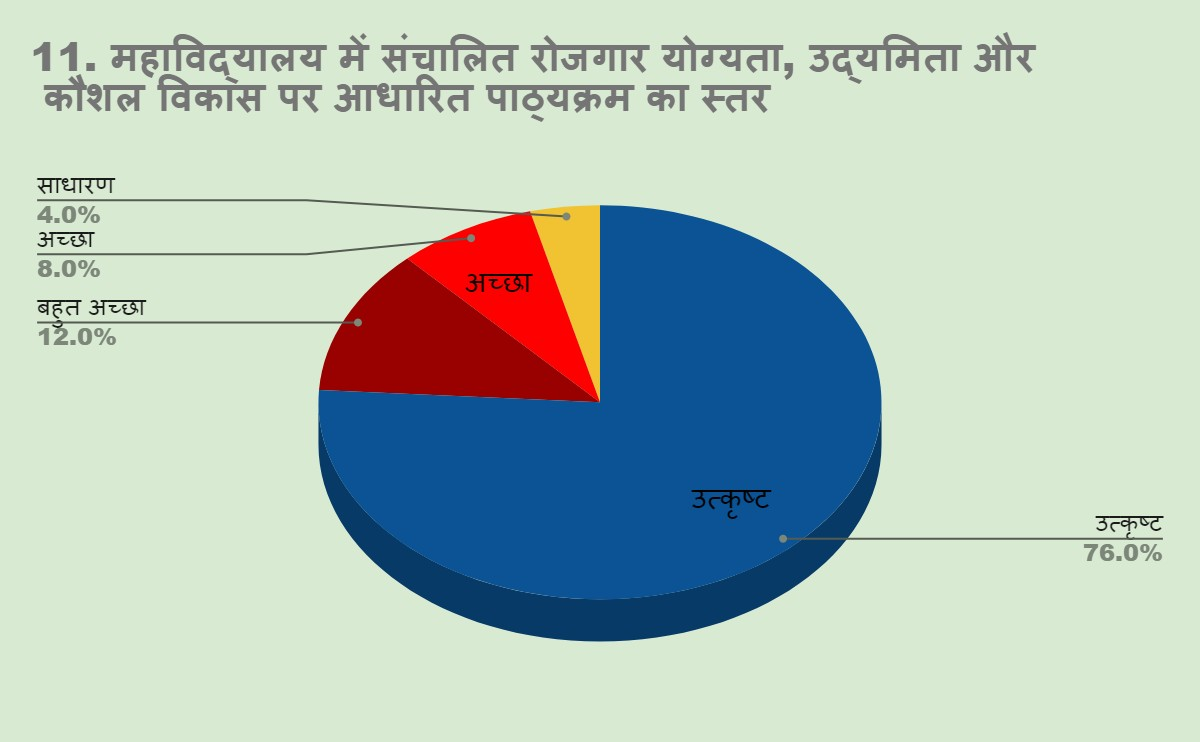 11. महाविद्यालय में संचालित रोजगार योग्यता, उद्यमिता और
कौशल विकास पर आधारित पाठ्यक्रम का स्तर
साधारण
4.0%
अच्छा
8.0%
बहुत अच्छा
12.0%
अच्छा
उत्कृष्ट
उत्कृष्ट
76.0%